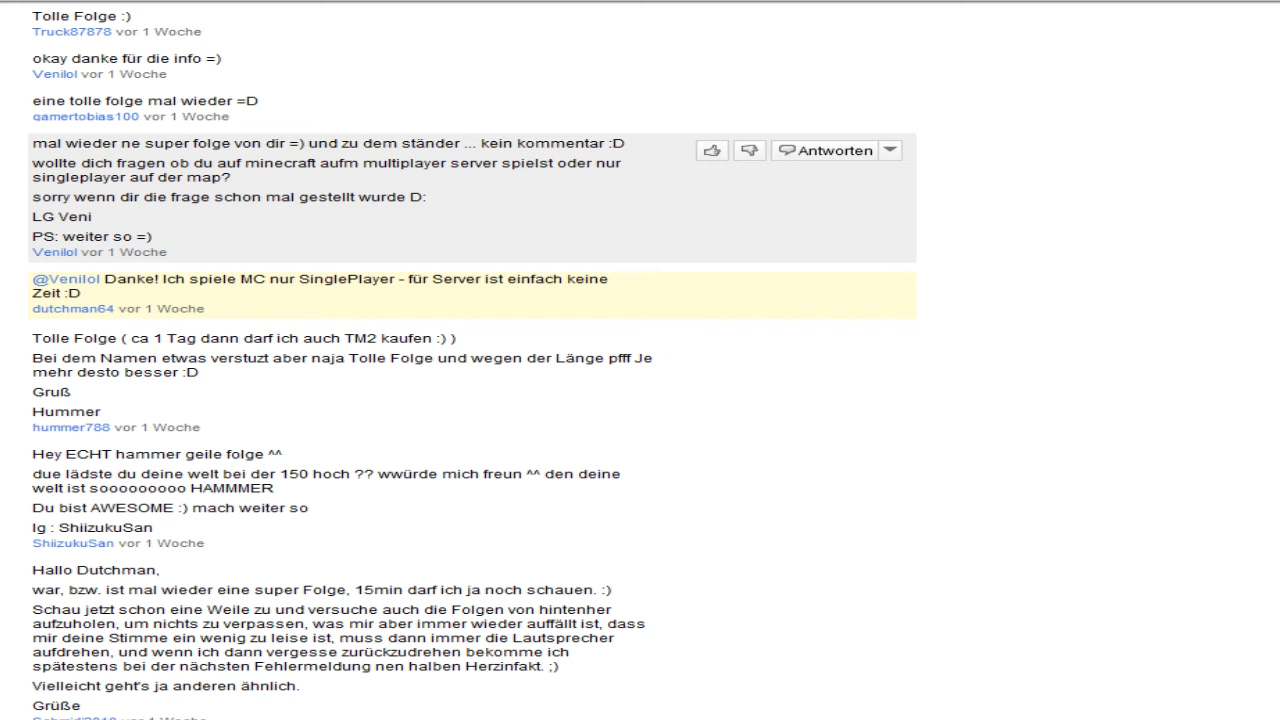 Tolle Folge :)
Truck87878 vor 1 Woche
okay danke für die info =)
Venilol vor 1 Woche
eine tolle folge mal wieder =D
gamertobias100 vor 1 Woche
mal wieder ne super folge von dir =) und zu dem ständer ... kein kommentar :D
Antworten
wollte dich fragen ob du auf minecraft aufm multiplayer server spielst oder nur
singleplayer auf der map?
sorry wenn dir die frage schon mal gestellt wurde D:
LG Veni
PS: weiter so =)
Venilol vor 1 Woche
@Venilol Danke! Ich spiele MC nur SinglePlayer - für Server ist einfach keine
Zeit :D
dutchman64 vor 1 Woche
Tolle Folge ( ca 1 Tag dann darf ich auch TM2 kaufen :) )
Bei dem Namen etwas verstuzt aber naja Tolle Folge und wegen der Länge pfff Je
mehr desto besser :D
Gruß
Hummer
hummer788 vor 1 Woche
Hey ECHT hammer geile folge ^^
due lädste du deine welt bei der 150 hoch ?? wwürde mich freun ^^ den deine
welt ist sooooooooo HAMMMER
Du bist AWESOME :) mach weiter so
lg : ShiizukuSan
ShiizukuSan vor 1 Woche
Hallo Dutchman,
war, bzw. ist mal wieder eine super Folge, 15min darf ich ja noch schauen. :)
Schau jetzt schon eine Weile zu und versuche auch die Folgen von hintenher
aufzuholen, um nichts zu verpassen, was mir aber immer wieder auffällt ist, dass
mir deine Stimme ein wenig zu leise ist, muss dann immer die Lautsprecher
aufdrehen, und wenn ich dann vergesse zurückzudrehen bekomme ich
spätestens bei der nächsten Fehlermeldung nen halben Herzinfakt. ;)
Vielleicht geht's ja anderen ähnlich.
Grüße
vor 1 Woche